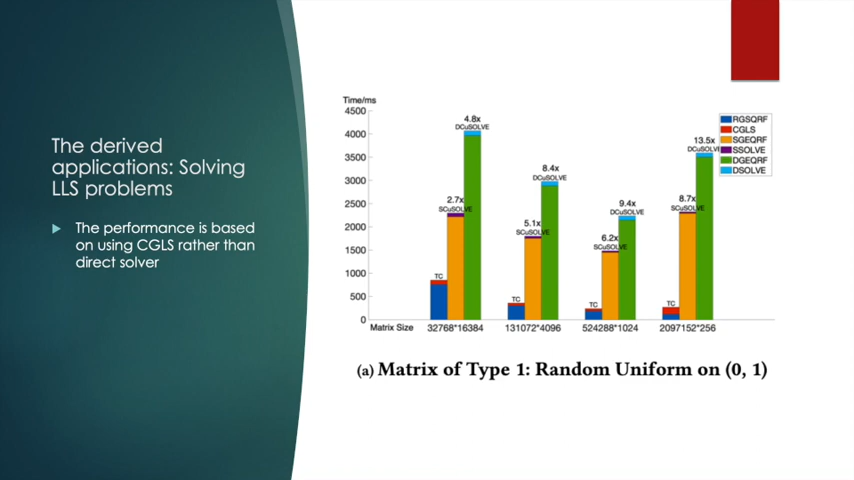 The derived
applications: Solving
LLS problems
The performance is based
on using CGLS rather than
direct solver
Time/ms
4500
4000
3500
3000
2500
2000
1500
1000
500
0
TC
2.7x
SCuSOLVE
4.8x
DCuSOLVE
TC
5.1x
SCuSOLVE
8.4x
DCuSOLVE
TC
6.2x
SCuSOLVE
9.4x
DCuSOLVE
TC
8.7x
SCuSOLVE
13.5x
DCuSOLVE
RGSQRF
CGLS
SGEQRF
SSOLVE
DGEQRF
DSOLVE
Matrix Size 32768*16384 131072*4096 524288*1024 2097152*256
(a) Matrix of Type 1: Random Uniform on (0, 1)